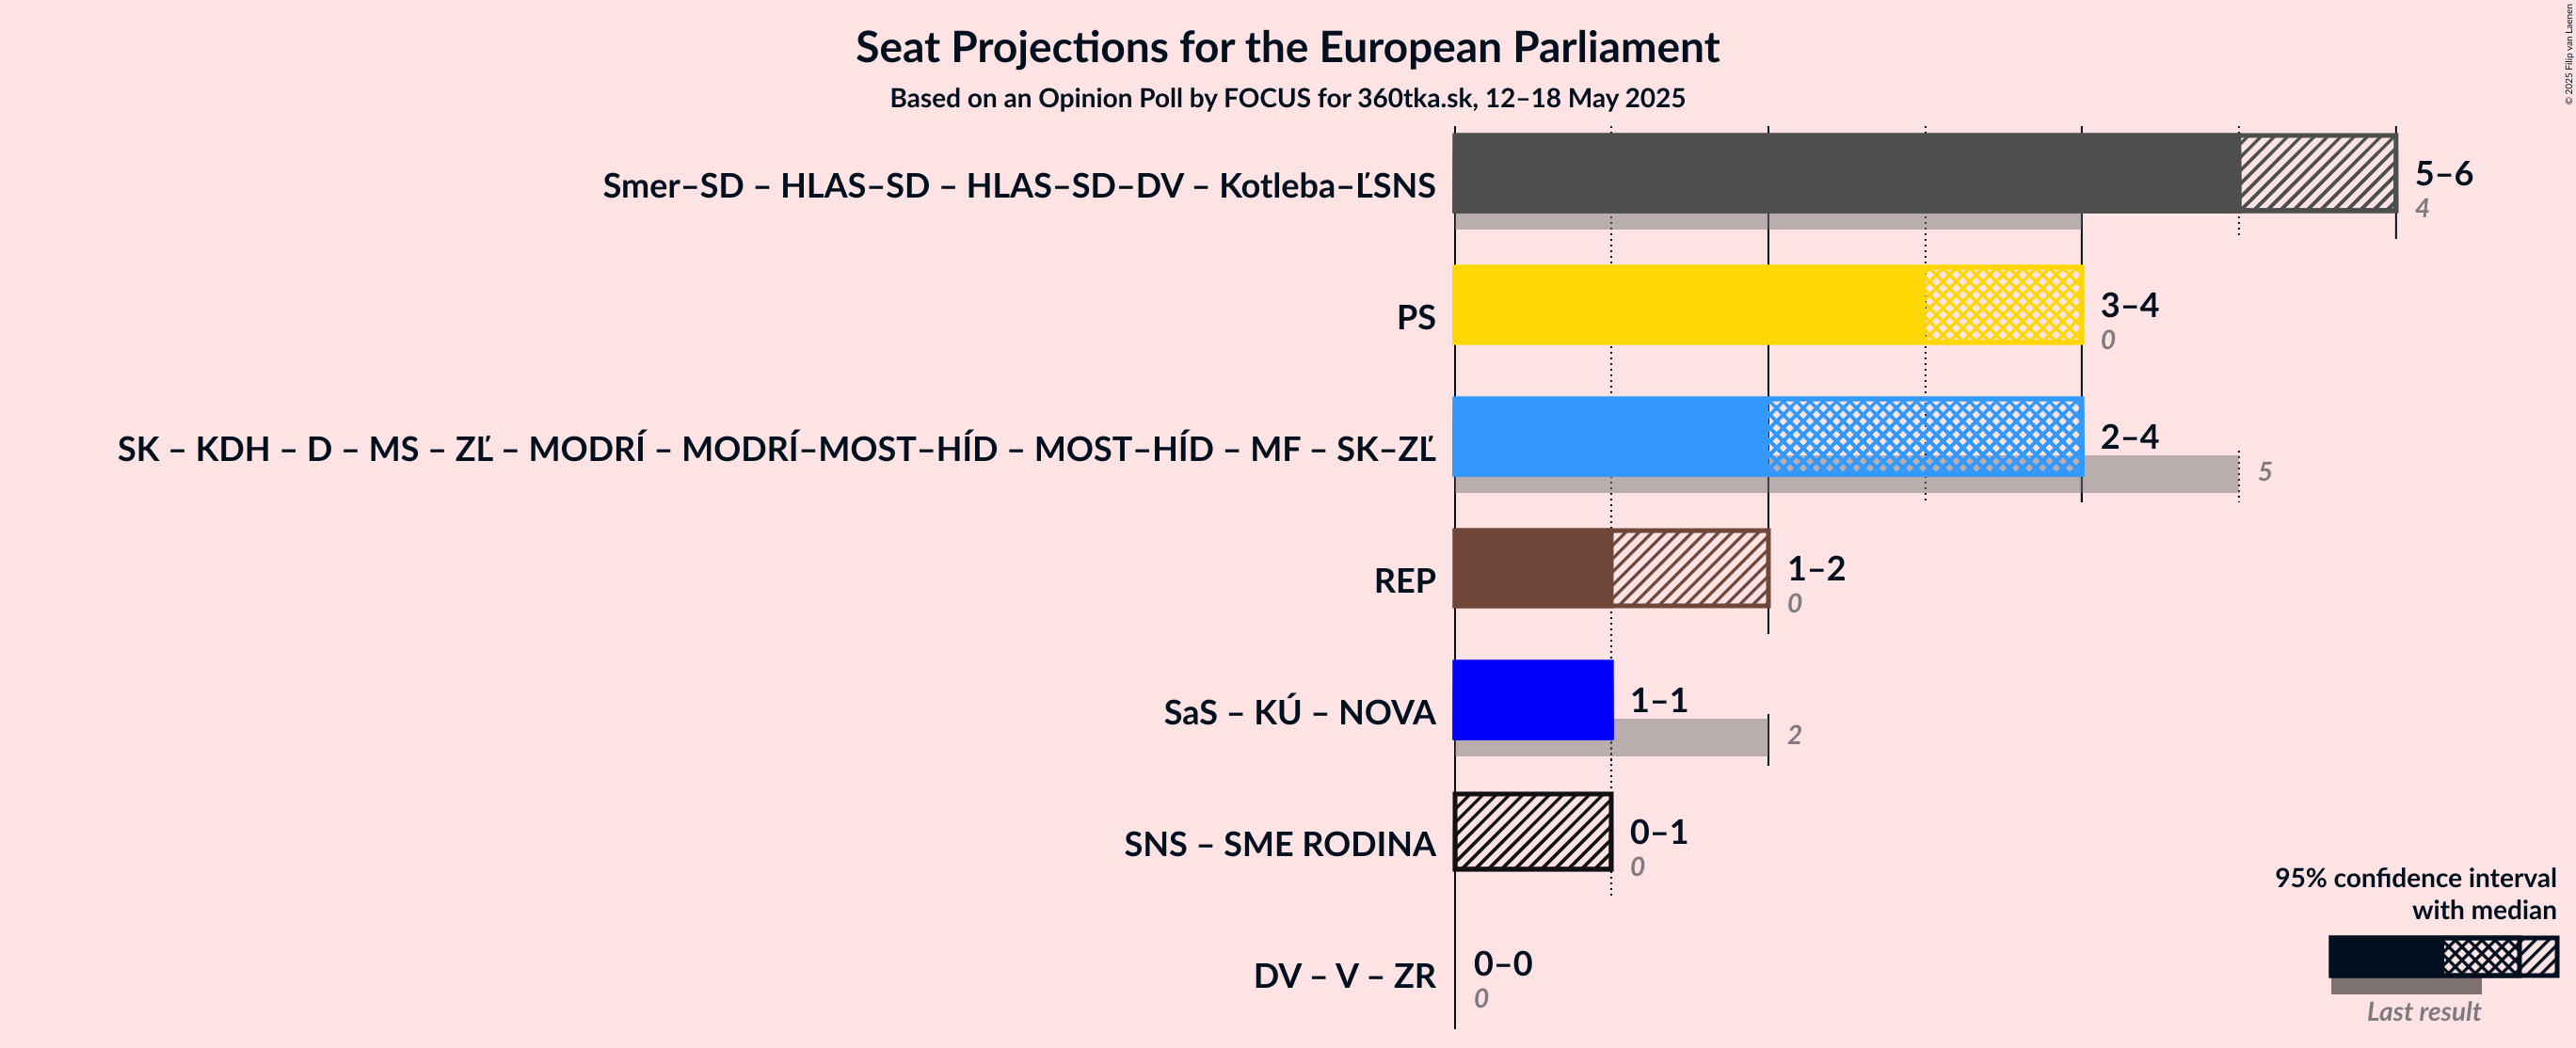 Seat Projections for the European Parliament
Based on an Opinion Poll by FOCUS for 360tka.sk, 12–18 May 2025
© 2025 Filip van Laenen
Smer–SD – HLAS–SD – HLAS–SD–DV – Kotleba–ĽSNS
5–6
4
PS
3–4
0
SK – KDH – D – MS – ZĽ – MODRÍ – MODRÍ–MOST–HÍD – MOST–HÍD – MF – SK–ZĽ
2–4
5
REP
1–2
0
SaS – KÚ – NOVA
1–1
2
SNS – SME RODINA
0–1
0
DV – V – ZR
0–0
0
95% confidence interval
with median
Last result